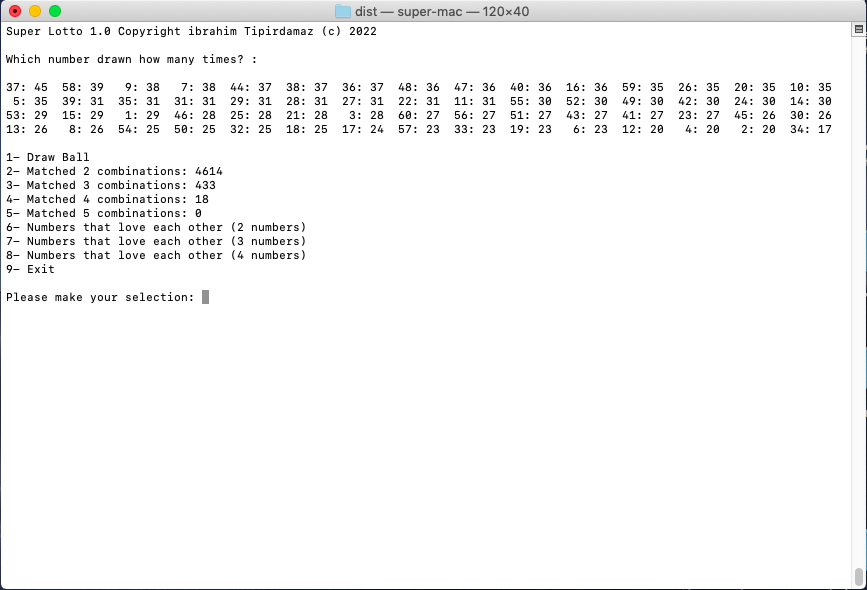 dist — super-mac — 120×40
Super Lotto 1.0 Copyright ibrahim Tipirdamaz (c) 2022
Which number drawn how many times? :
37: 45  58: 39   9: 38   7: 38  44: 37  38: 37  36: 37  48: 36  47: 36  40: 36  16: 36  59: 35  26: 35  20: 35  10: 35
 5: 35  39: 31  35: 31  31: 31  29: 31  28: 31  27: 31  22: 31  11: 31  55: 30  52: 30  49: 30  42: 30  24: 30  14: 30
53: 29  15: 29   1: 29  46: 28  25: 28  21: 28   3: 28  60: 27  56: 27  51: 27  43: 27  41: 27  23: 27  45: 26  30: 26
13: 26   8: 26  54: 25  50: 25  32: 25  18: 25  17: 24  57: 23  33: 23  19: 23   6: 23  12: 20   4: 20   2: 20  34: 17
1- Draw Ball
2- Matched 2 combinations: 4614
3- Matched 3 combinations: 433
4- Matched 4 combinations: 18
5- Matched 5 combinations: 0
6- Numbers that love each other (2 numbers)
7- Numbers that love each other (3 numbers)
8- Numbers that love each other (4 numbers)
9- Exit
Please make your selection: